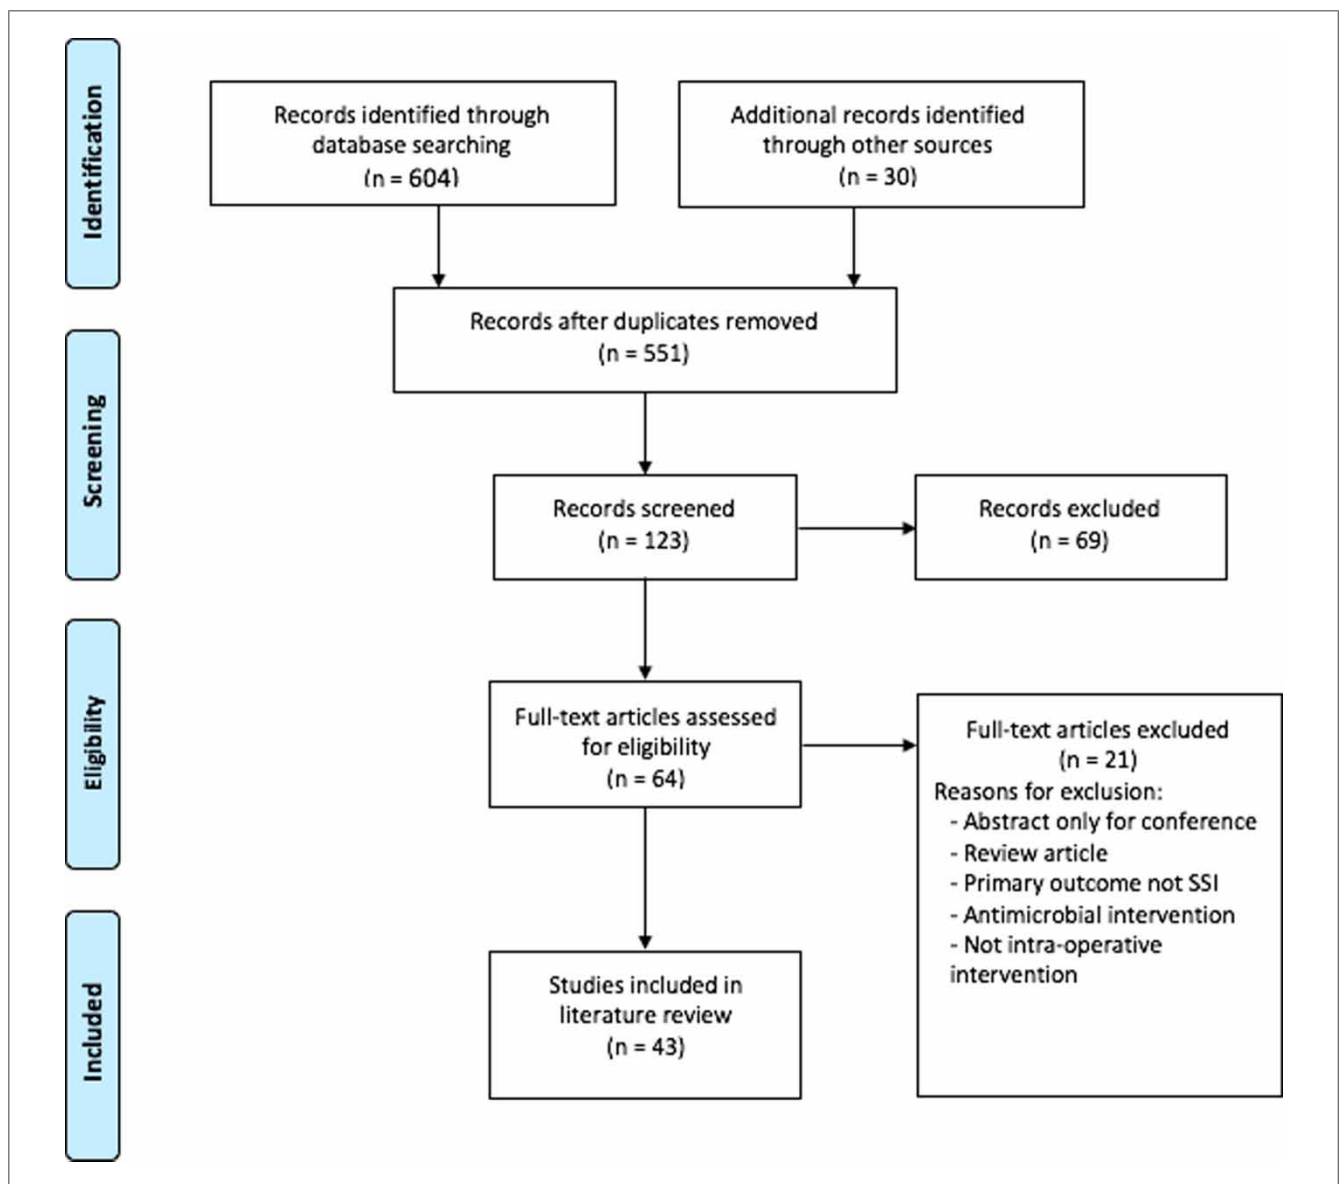 Identification
Records identified through
database searching
(n = 604)
Additional records identified
through other sources
(n = 30)
Records after duplicates removed
(n = 551)
Screening
Records screened
(n = 123)
Records excluded
(n = 69)
Eligibility
Full-text articles assessed
for eligibility
(n = 64)
Full-text articles excluded
(n = 21)
Reasons for exclusion:
- Abstract only for conference
- Review article
- Primary outcome not SSI
- Antimicrobial intervention
- Not intra-operative
intervention
Included
Studies included in
literature review
(n = 43)